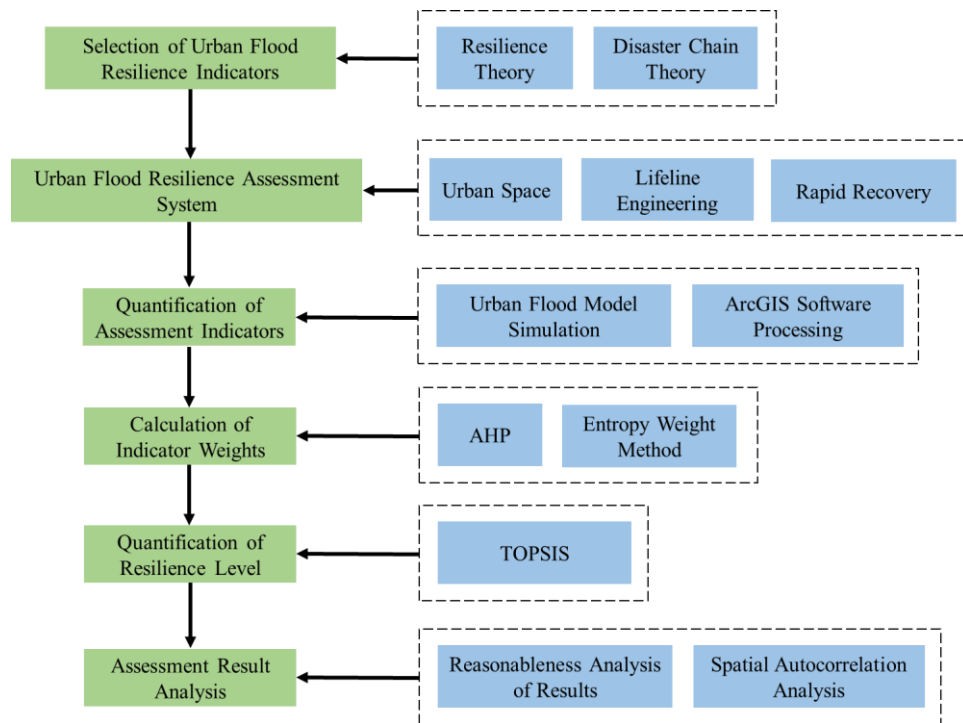 Selection of Urban Flood
Resilience Indicators
Resilience
Theory
Disaster Chain
Theory
Urban Flood Resilience Assessment
System
Urban Space
Lifeline
Engineering
Rapid Recovery
Quantification of
Assessment Indicators
Urban Flood Model
Simulation
ArcGIS Software
Processing
Calculation of
Indicator Weights
AHP
Entropy Weight
Method
Quantification of
Resilience Level
TOPSIS
Assessment Result
Analysis
Reasonableness Analysis
of Results
Spatial Autocorrelation
Analysis